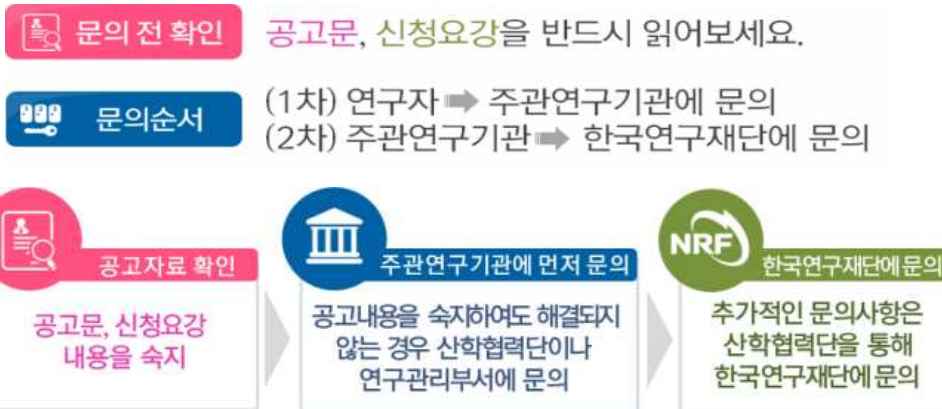 문의 전 확인 공고문, 신청요강을 반드시 읽어보세요.
문의순서
(1차) 연구자 ➡ 주관연구기관에 문의
(2차) 주관연구기관 ➡ 한국연구재단에 문의
공고자료 확인
공고문, 신청요강
내용을 숙지
주관연구기관에 먼저 문의
공고내용을 숙지하여도 해결되지
않는 경우 산학협력단이나
연구관리부서에 문의
NRF
한국연구재단에 문의
추가적인 문의사항은
산학협력단을 통해
한국연구재단에 문의